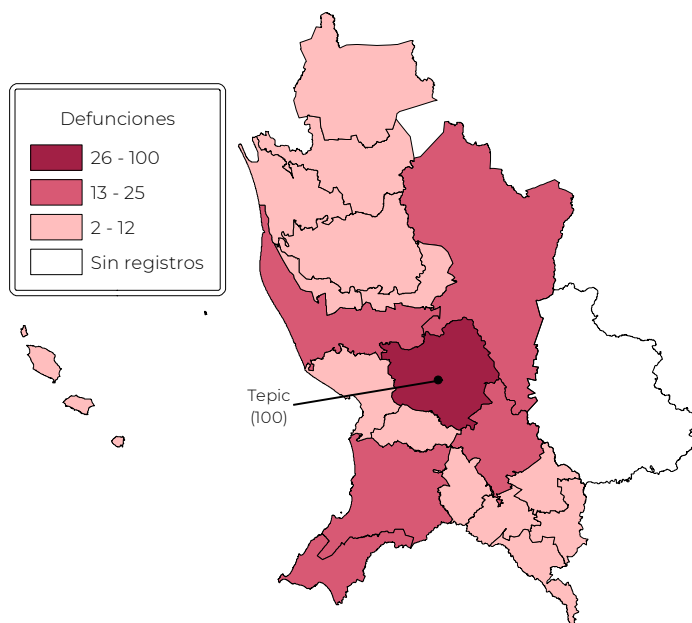 Defunciones
26 - 100
13 - 25
2 - 12
Sin registros
Tepic
(100)